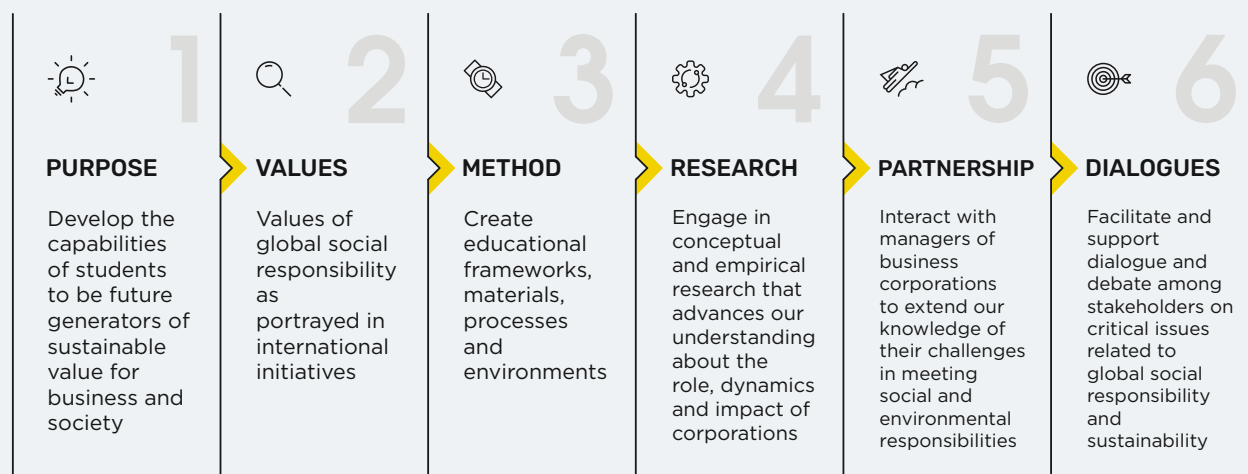 1
PURPOSE
Develop the
capabilities
of students
to be future
generators of
sustainable
value for
business and
society
2
VALUES
Values of
global social
responsibility
as
portrayed in
international
initiatives
3
METHOD
Create
educational
frameworks,
materials,
processes
and
environments
4
RESEARCH
Engage in
conceptual
and empirical
research that
advances our
understanding
about the
role, dynamics
and impact of
corporations
5
PARTNERSHIP
Interact with
managers of
business
corporations
to extend our
knowledge of
their challenges
in meeting
social and
environmental
responsibilities
6
DIALOGUES
Facilitate and
support
dialogue and
debate among
stakeholders on
critical issues
related to
global social
responsibility
and
sustainability